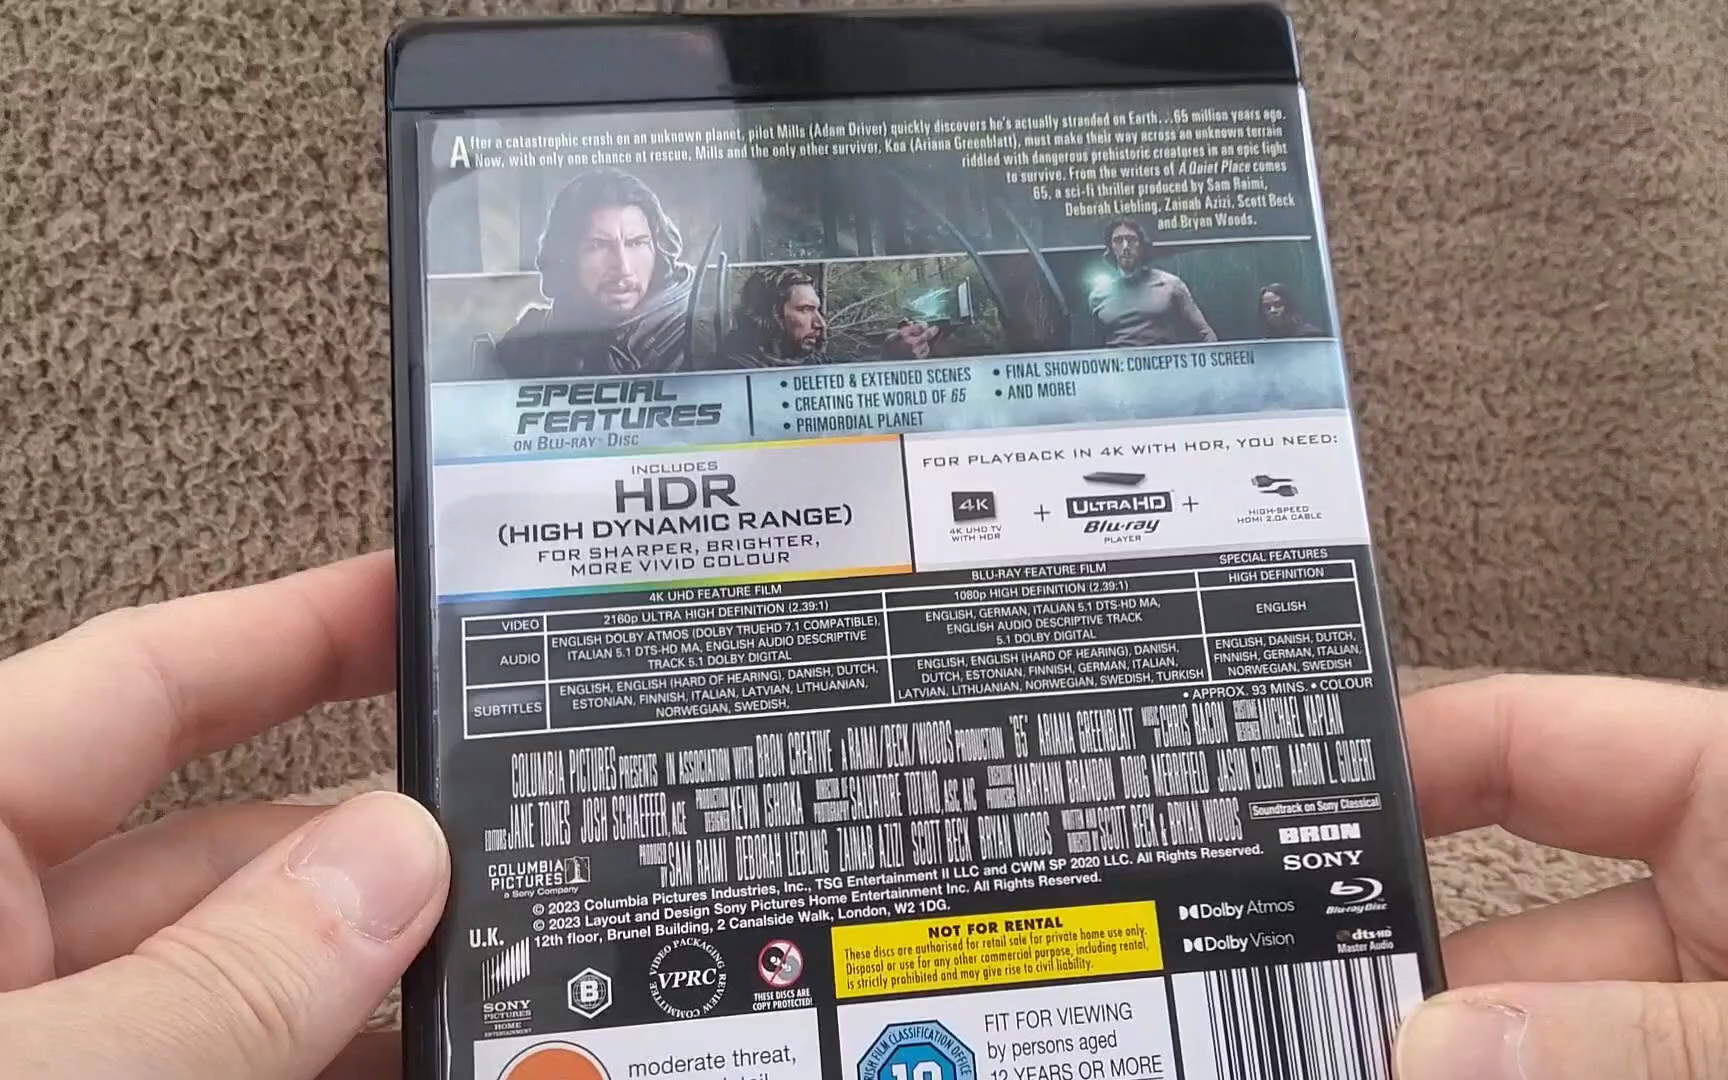 After a catastrophic crash on an unknown planet, pilot Mills (Adam Driver) quickly discovers he's actually stranded on Earth...65 million years ago.
Now, with only one chance at rescue, Mills and the only other survivor, Koa (Ariana Greenblatt), must make their way across an unknown terrain
riddled with dangerous prehistoric creatures in an epic fight
to survive. From the writers of A Quiet Place comes
65, a sci-fi thriller produced by Sam Raimi,
Deborah Liebling, Zainab Azizi, Scott Beck
and Bryan Woods.
SPECIAL
FEATURES
ON BLU-RAY™ DISC
• DELETED & EXTENDED SCENES
• CREATING THE WORLD OF 65
• PRIMORDIAL PLANET
• FINAL SHOWDOWN: CONCEPTS TO SCREEN
• AND MORE!
INCLUDES
HDR
(HIGH DYNAMIC RANGE)
FOR SHARPER, BRIGHTER,
MORE VIVID COLOUR
FOR PLAYBACK IN 4K WITH HDR, YOU NEED:
4K
4K UHD TV
WITH HDR
+
ULTRA HD
Blu-ray
PLAYER
+
HIGH-SPEED
HDMI 2.0A CABLE
4K UHD FEATURE FILM
BLU-RAY FEATURE FILM
SPECIAL FEATURES
VIDEO
2160p ULTRA HIGH DEFINITION (2.39:1)
1080p HIGH DEFINITION (2.39:1)
HIGH DEFINITION
AUDIO
ENGLISH DOLBY ATMOS (DOLBY TRUEHD 7.1 COMPATIBLE),
ITALIAN 5.1 DTS-HD MA, ENGLISH AUDIO DESCRIPTIVE
TRACK 5.1 DOLBY DIGITAL
ENGLISH, GERMAN, ITALIAN 5.1 DTS-HD MA,
ENGLISH AUDIO DESCRIPTIVE TRACK
5.1 DOLBY DIGITAL
ENGLISH
SUBTITLES
ENGLISH, ENGLISH (HARD OF HEARING), DANISH, DUTCH,
ESTONIAN, FINNISH, ITALIAN, LATVIAN, LITHUANIAN,
NORWEGIAN, SWEDISH,
ENGLISH, ENGLISH (HARD OF HEARING), DANISH,
DUTCH, ESTONIAN, FINNISH, GERMAN, ITALIAN,
LATVIAN, LITHUANIAN, NORWEGIAN, SWEDISH, TURKISH
ENGLISH, DANISH, DUTCH,
FINNISH, GERMAN, ITALIAN,
NORWEGIAN, SWEDISH
• APPROX. 93 MINS. • COLOUR
COLUMBIA PICTURES PRESENTS IN ASSOCIATION WITH BRON CREATIVE A RAIMI/BECK/WOODS PRODUCTION "65" ARIANA GREENBLATT MUSIC BY CHRIS BACON COSTUME DESIGNER MICHAEL KAPLAN
EDITORS JANE TONES JOSH SCHAEFFER, ACE PRODUCTION DESIGNER KEVIN ISHIOKA DIRECTOR OF PHOTOGRAPHY SALVATORE TOTINO, ASC, AIC MARYANN BRANDON DOUG MERRIFIELD JASON CLOTH AARON L. GILBERT
PRODUCED BY SAM RAIMI DEBORAH LIEBLING ZAINAB AZIZI SCOTT BECK BRYAN WOODS WRITTEN AND DIRECTED BY SCOTT BECK & BRYAN WOODS
Soundtrack on Sony Classical
COLUMBIA
PICTURES
a Sony Company
BRON
SONY
© 2023 Columbia Pictures Industries, Inc., TSG Entertainment II LLC and CWM SP 2020 LLC. All Rights Reserved.
© 2023 Layout and Design Sony Pictures Home Entertainment Inc. All Rights Reserved.
12th floor, Brunel Building, 2 Canalside Walk, London, W2 1DG.
U.K.
SONY
PICTURES
HOME
ENTERTAINMENT
B
VIDEO PACKAGING REVIEW COMMITTEE
VPRC
THESE DISCS ARE
COPY PROTECTED!
NOT FOR RENTAL
These discs are authorised for retail sale for private home use only.
Disposal or use for any other commercial purpose, including rental,
is strictly prohibited and may give rise to civil liability.
Dolby Atmos
Dolby Vision
Blu-ray Disc
dts-HD
Master Audio
moderate threat,
FILM CLASSIFICATION OFFICE
FIT FOR VIEWING
by persons aged
12 YEARS OR MORE